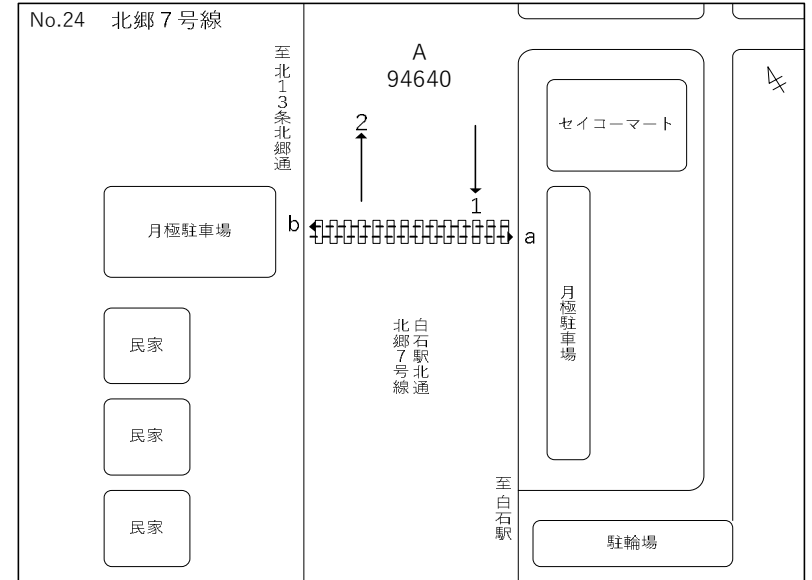 No.24 北郷７号線
至北13条北郷通
A
94640
2
1
セイコーマート
月極駐車場
b
a
月極駐車場
民家
白石駅北通
北郷７号線
民家
至白石駅
民家
駐輪場